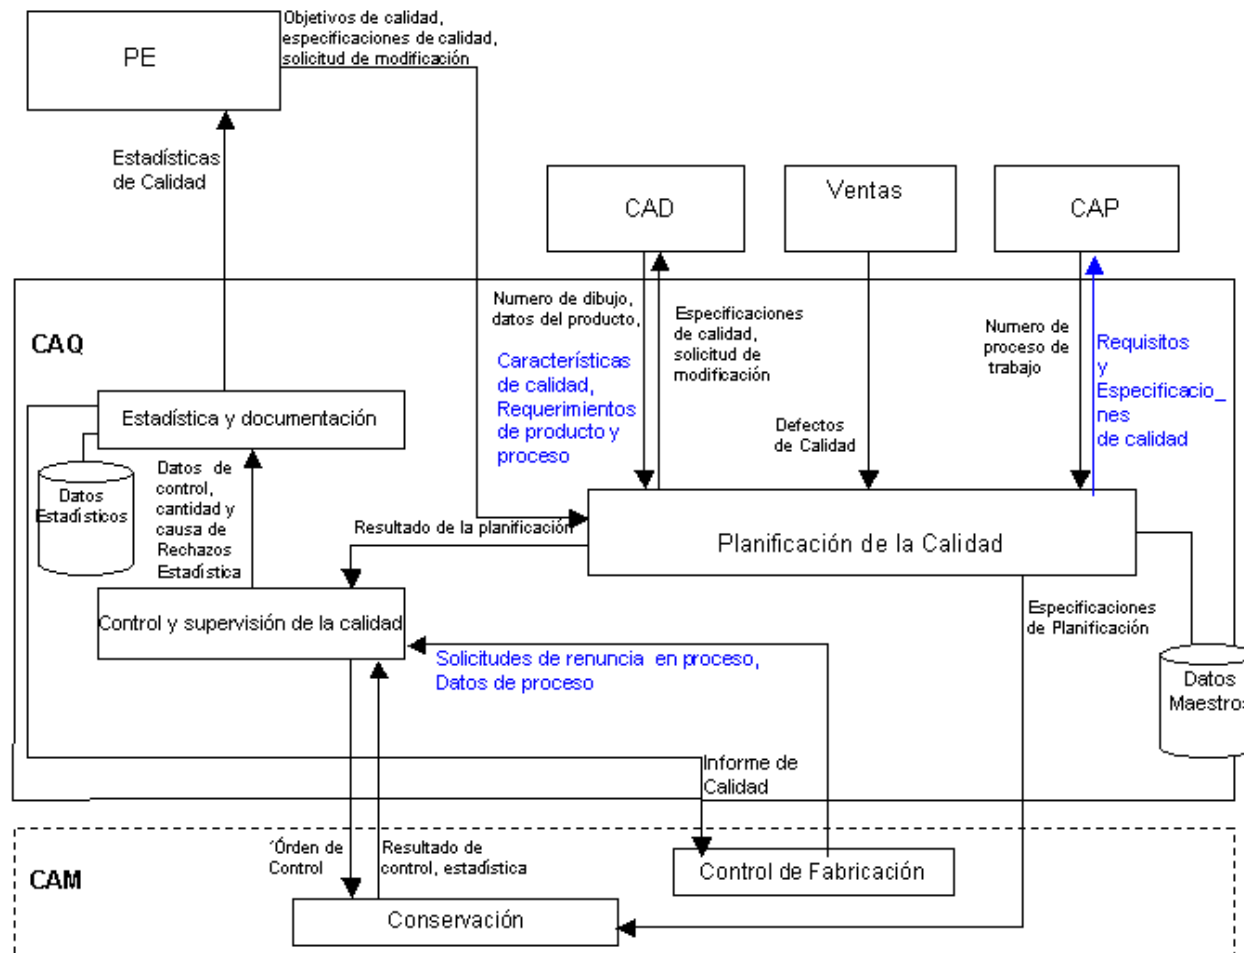 Objetivos de calidad,
especificaciones de calidad,
solicitud de modificación
PE
Estadísticas
de Calidad
CAD
Ventas
CAP
CAQ
Numero de dibujo,
datos del producto,
Características
de calidad,
Requerimientos
de producto y
proceso
Especificaciones
de calidad,
solicitud de
modificación
Defectos
de Calidad
Numero de
proceso de
trabajo
Requisitos
y
Especificacio_
nes
de calidad
Estadística y documentación
Datos
Estadísticos
Datos de
control,
cantidad y
causa de
Rechazos
Estadística
Resultado de la planificación
Planificación de la Calidad
Control y supervisión de la calidad
Especificaciones
de Planificación
Solicitudes de renuncia en proceso,
Datos de proceso
Datos
Maestros
Informe de
Calidad
CAM
´Órden de
Control
Resultado de
control, estadística
Control de Fabricación
Conservación